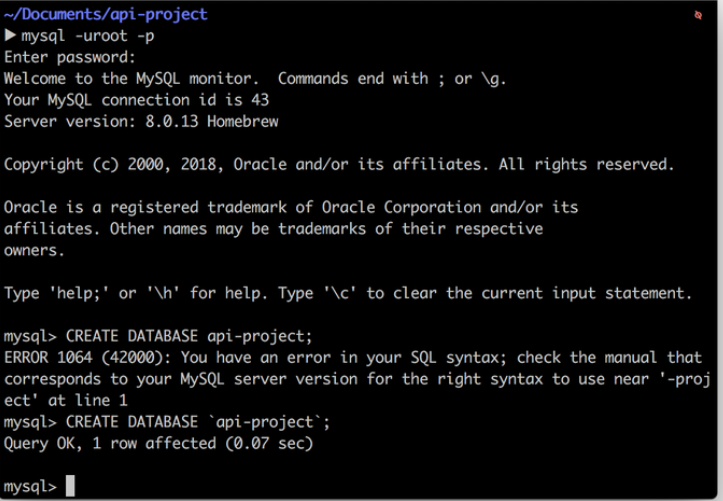 ~/Documents/api-project
▶ mysql -uroot -p
Enter password:
Welcome to the MySQL monitor.  Commands end with ; or \g.
Your MySQL connection id is 43
Server version: 8.0.13 Homebrew

Copyright (c) 2000, 2018, Oracle and/or its affiliates. All rights reserved.

Oracle is a registered trademark of Oracle Corporation and/or its
affiliates. Other names may be trademarks of their respective
owners.

Type 'help;' or '\h' for help. Type '\c' to clear the current input statement.

mysql> CREATE DATABASE api-project;
ERROR 1064 (42000): You have an error in your SQL syntax; check the manual that
corresponds to your MySQL server version for the right syntax to use near '-proj
ect' at line 1
mysql> CREATE DATABASE `api-project`;
Query OK, 1 row affected (0.07 sec)

mysql>